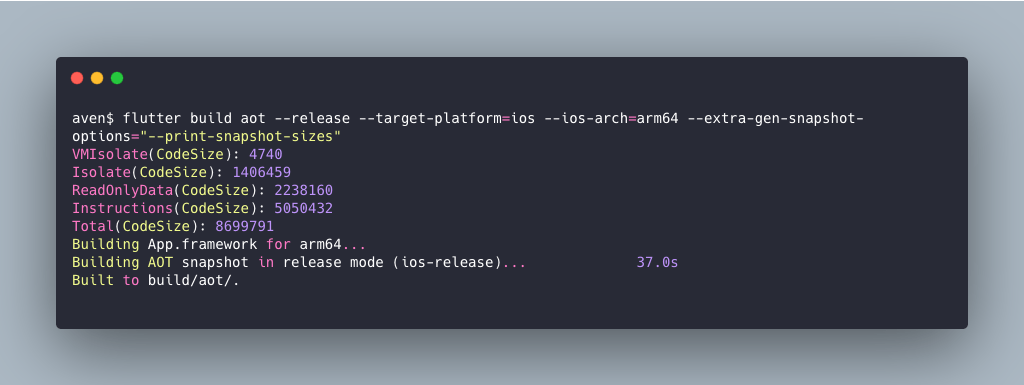 aven$ flutter build aot --release --target-platform=ios --ios-arch=arm64 --extra-gen-snapshot-
options="--print-snapshot-sizes"
VMIsolate(CodeSize): 4740
Isolate(CodeSize): 1406459
ReadOnlyData(CodeSize): 2238160
Instructions(CodeSize): 5050432
Total(CodeSize): 8699791
Building App.framework for arm64...
Building AOT snapshot in release mode (ios-release)... 37.0s
Built to build/aot/.